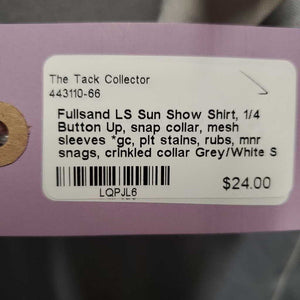 The Tack Collector
443110-66
Fullsand LS Sun Show Shirt, 1/4
Button Up, snap collar, mesh
sleeves *gc, plt stains, rubs, mnr
snags, crinkled collar Grey/White S
LQPJL6
$24.00